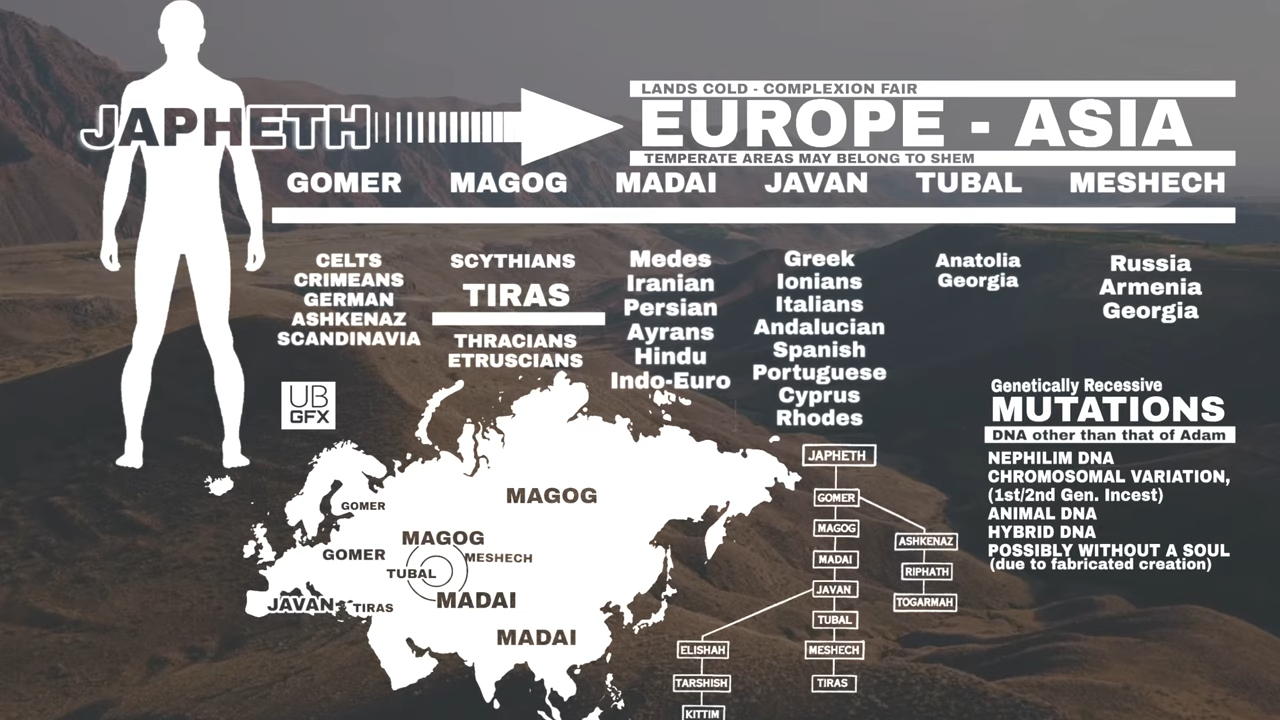 JAPHETH
LANDS COLD - COMPLEXION FAIR
EUROPE - ASIA
TEMPERATE AREAS MAY BELONG TO SHEM
GOMER MAGOG MADAI JAVAN TUBAL MESHECH
CELTS
CRIMEANS
GERMAN
ASHKENAZ
SCANDINAVIA
SCYTHIANS
TIRAS
THRACIANS
ETRUSCIANS
Medes
Iranian
Persian
Ayrans
Hindu
Indo-Euro
Greek
Ionians
Italians
Andalucian
Spanish
Portuguese
Cyprus
Rhodes
Anatolia
Georgia
Russia
Armenia
Georgia
UB
GFX
Genetically Recessive
MUTATIONS
DNA other than that of Adam
NEPHILIM DNA
CHROMOSOMAL VARIATION,
(1st/2nd Gen. Incest)
ANIMAL DNA
HYBRID DNA
POSSIBLY WITHOUT A SOUL
(due to fabricated creation)
MAGOG
GOMER
MAGOG
GOMER
MESHECH
TUBAL
MADAI
JAVAN
TIRAS
MADAI
JAPHETH
GOMER
MAGOG
MADAI
JAVAN
TUBAL
MESHECH
TIRAS
ASHKENAZ
RIPHATH
TOGARMAH
ELISHAH
TARSHISH
KITTIM